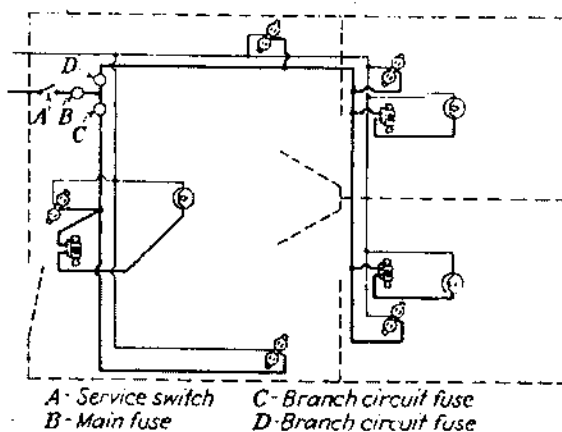 D
A
B
C
A - Service switch C - Branch circuit fuse
B - Main fuse D - Branch circuit fuse